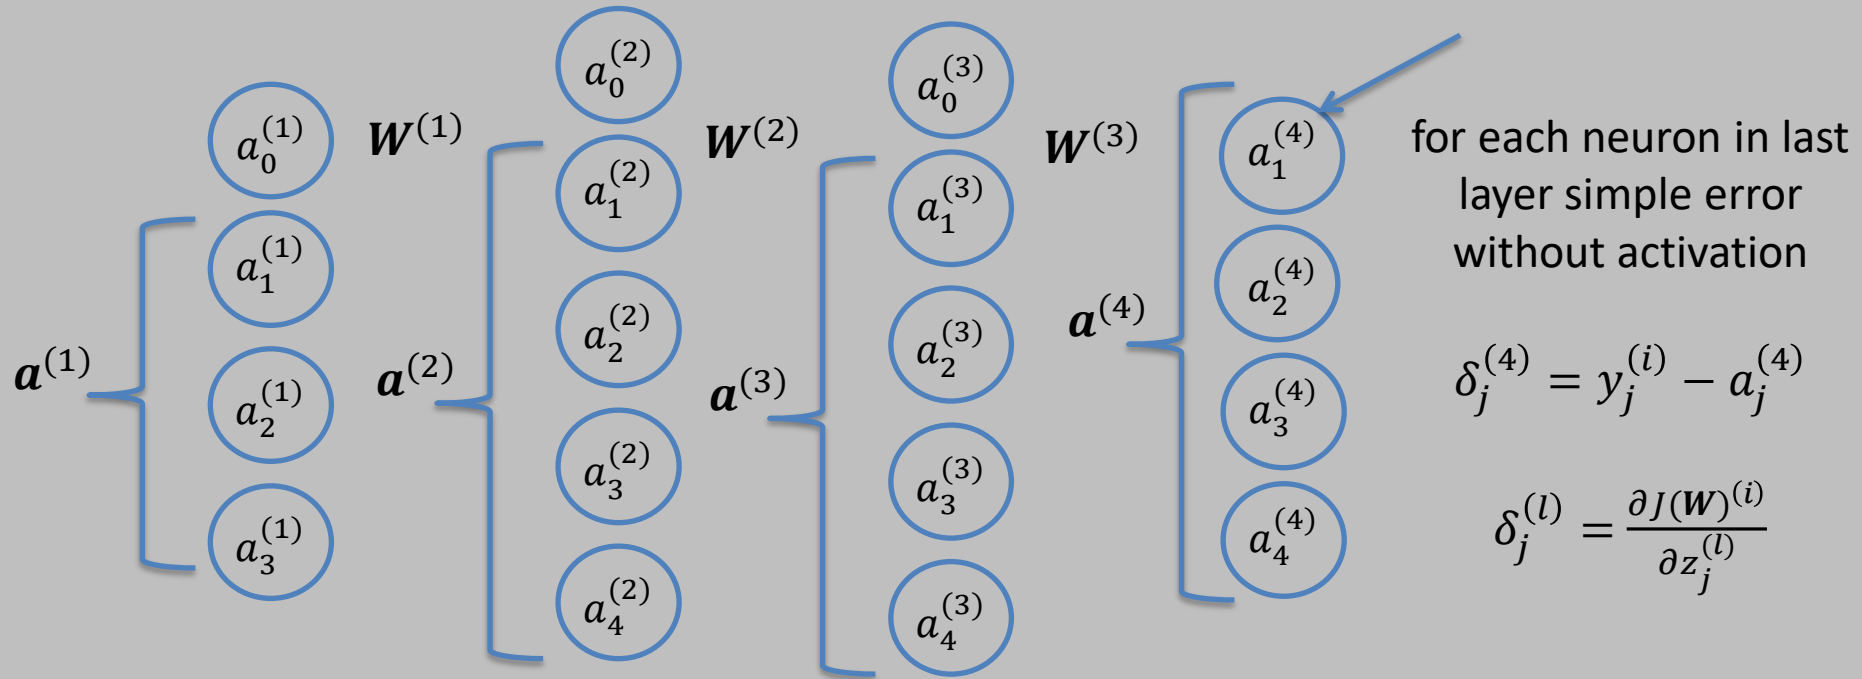 a_0^{(1)}
a_1^{(1)}
a_2^{(1)}
a_3^{(1)}
a^{(1)}
W^{(1)}
a_0^{(2)}
a_1^{(2)}
a_2^{(2)}
a_3^{(2)}
a_4^{(2)}
a^{(2)}
W^{(2)}
a_0^{(3)}
a_1^{(3)}
a_2^{(3)}
a_3^{(3)}
a_4^{(3)}
a^{(3)}
W^{(3)}
a_1^{(4)}
a_2^{(4)}
a_3^{(4)}
a_4^{(4)}
a^{(4)}
for each neuron in last
layer simple error
without activation
δ_j^{(4)} = y_j^{(i)} − a_j^{(4)}
δ_j^{(l)} = ∂J(W)^{(i)} / ∂z_j^{(l)}